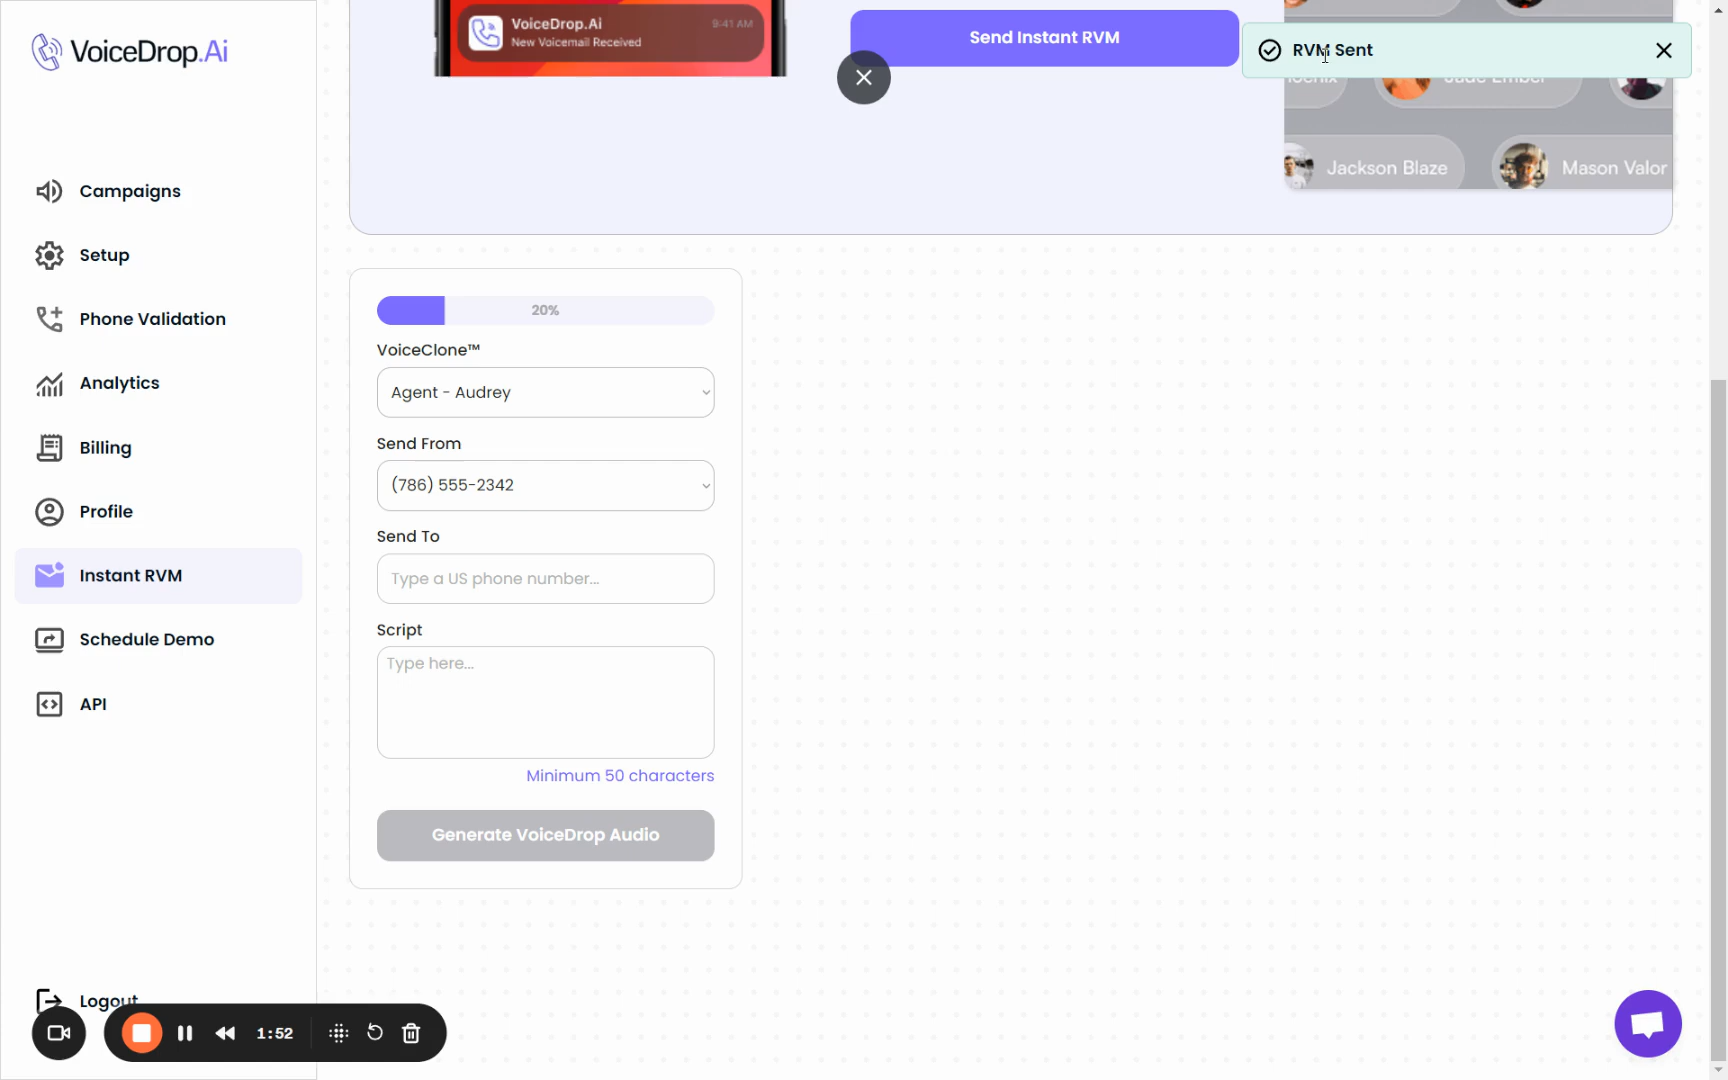 VoiceDrop.Ai
Campaigns
Setup
Phone Validation
Analytics
Billing
Profile
Instant RVM
Schedule Demo
API
Logout
1:52
VoiceDrop.Ai
9:41 AM
New Voicemail Received
Send Instant RVM
RVM Sent
Jade Ember
Jackson Blaze
Mason Valor
20%
VoiceClone™
Agent - Audrey
Send From
(786) 555-2342
Send To
Type a US phone number...
Script
Type here...
Minimum 50 characters
Generate VoiceDrop Audio